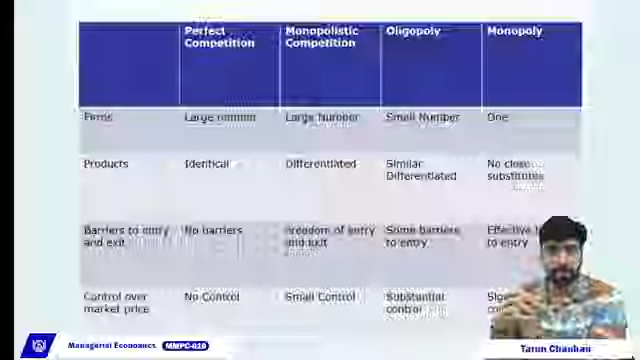 Perfect Competition
Monopolistic Competition
Oligopoly
Monopoly
Firms
Large number
Large Number
Small Number
One
Products
Identical
Differentiated
Similar Differentiated
No close substitutes
Barriers to entry and exit
No barriers
Freedom of entry and exit
Some barriers to entry
Effective
to entry
Control over market price
No Control
Small Control
Substantial control
Managerial Economics
MMPC-010
Tarun Chauhan